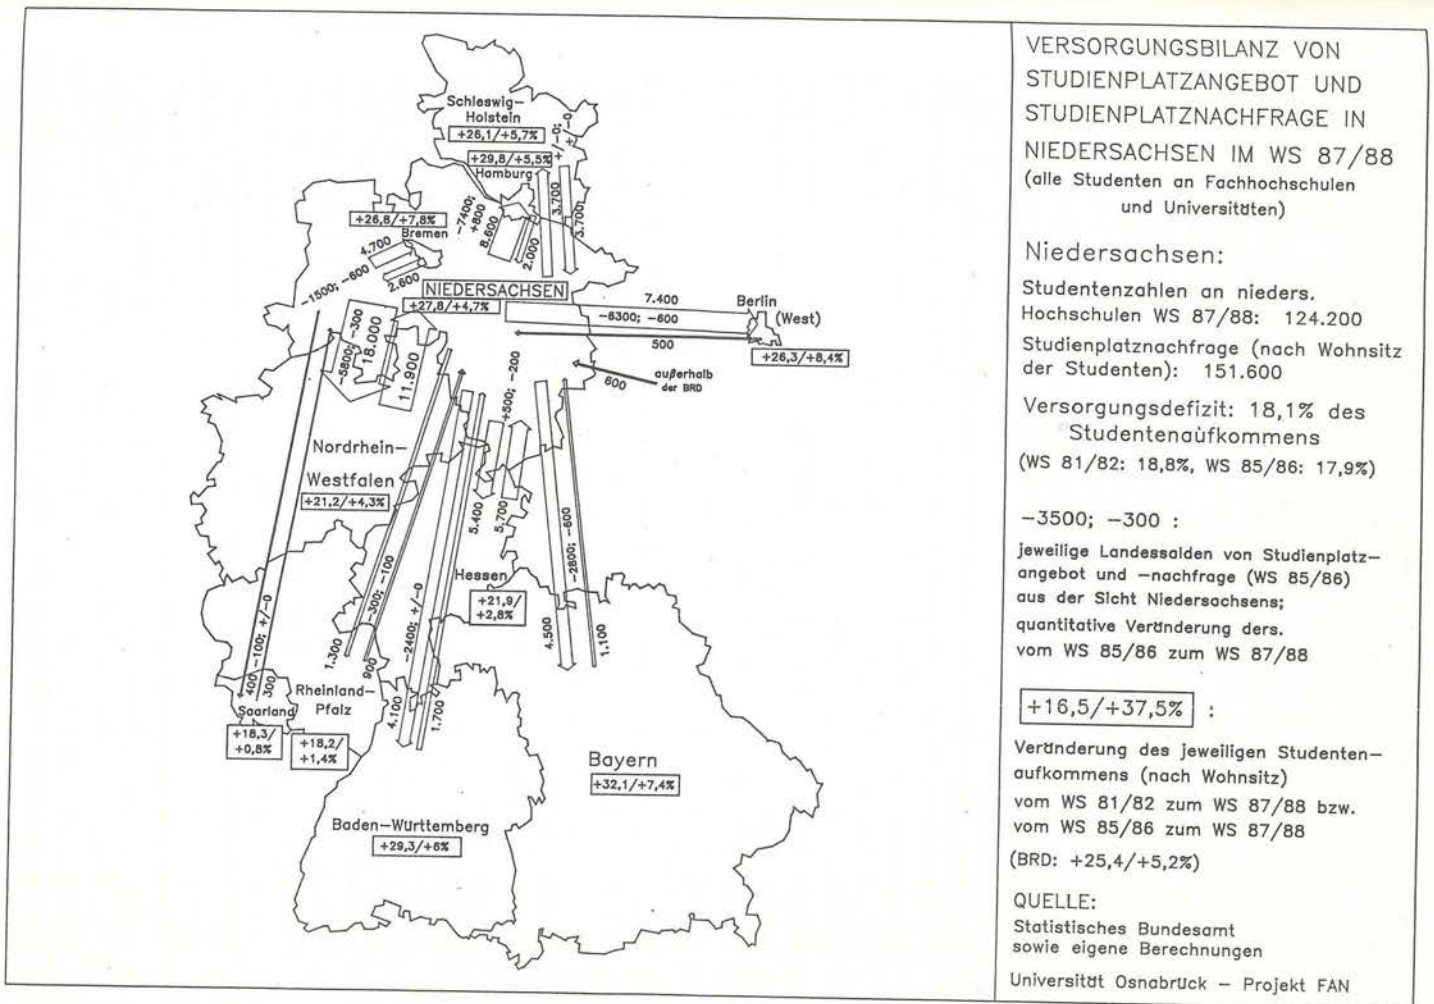 Schleswig-
Holstein
+26,1/+5,7%
+/-0;
+/-0
+29,8/+5,5%
Hamburg
-7400;
+800
8.600
2.000
3.700
3.700
+26,8/+7,8%
Bremen
4.700
2.600
-1500; -600
NIEDERSACHSEN
+27,8/+4,7%
7.400
-6300; -600
500
Berlin
(West)
+26,3/+8,4%
außerhalb
der BRD
600
-5800; -300
18.000
11.900
+500; -200
5.400
5.700
Nordrhein-
Westfalen
+21,2/+4,3%
-300; -100
1.300
900
-2400; +/-0
4.100
1.700
-2800; -600
4.500
1.100
Hessen
+21,9/
+2,8%
-100; +/-0
400
300
Saarland
+18,3/
+0,8%
Rheinland-
Pfalz
+18,2/
+1,4%
Bayern
+32,1/+7,4%
Baden-Württemberg
+29,3/+6%
VERSORGUNGSBILANZ VON
STUDIENPLATZANGEBOT UND
STUDIENPLATZNACHFRAGE IN
NIEDERSACHSEN IM WS 87/88
(alle Studenten an Fachhochschulen
und Universitäten)
Niedersachsen:
Studentenzahlen an nieders.
Hochschulen WS 87/88: 124.200
Studienplatznachfrage (nach Wohnsitz
der Studenten): 151.600
Versorgungsdefizit: 18,1% des
Studentenaufkommens
(WS 81/82: 18,8%, WS 85/86: 17,9%)
-3500; -300 :
jeweilige Landessalden von Studienplatz-
angebot und -nachfrage (WS 85/86)
aus der Sicht Niedersachsens;
quantitative Veränderung ders.
vom WS 85/86 zum WS 87/88
+16,5/+37,5% :
Veränderung des jeweiligen Studenten-
aufkommens (nach Wohnsitz)
vom WS 81/82 zum WS 87/88 bzw.
vom WS 85/86 zum WS 87/88
(BRD: +25,4/+5,2%)
QUELLE:
Statistisches Bundesamt
sowie eigene Berechnungen
Universität Osnabrück - Projekt FAN